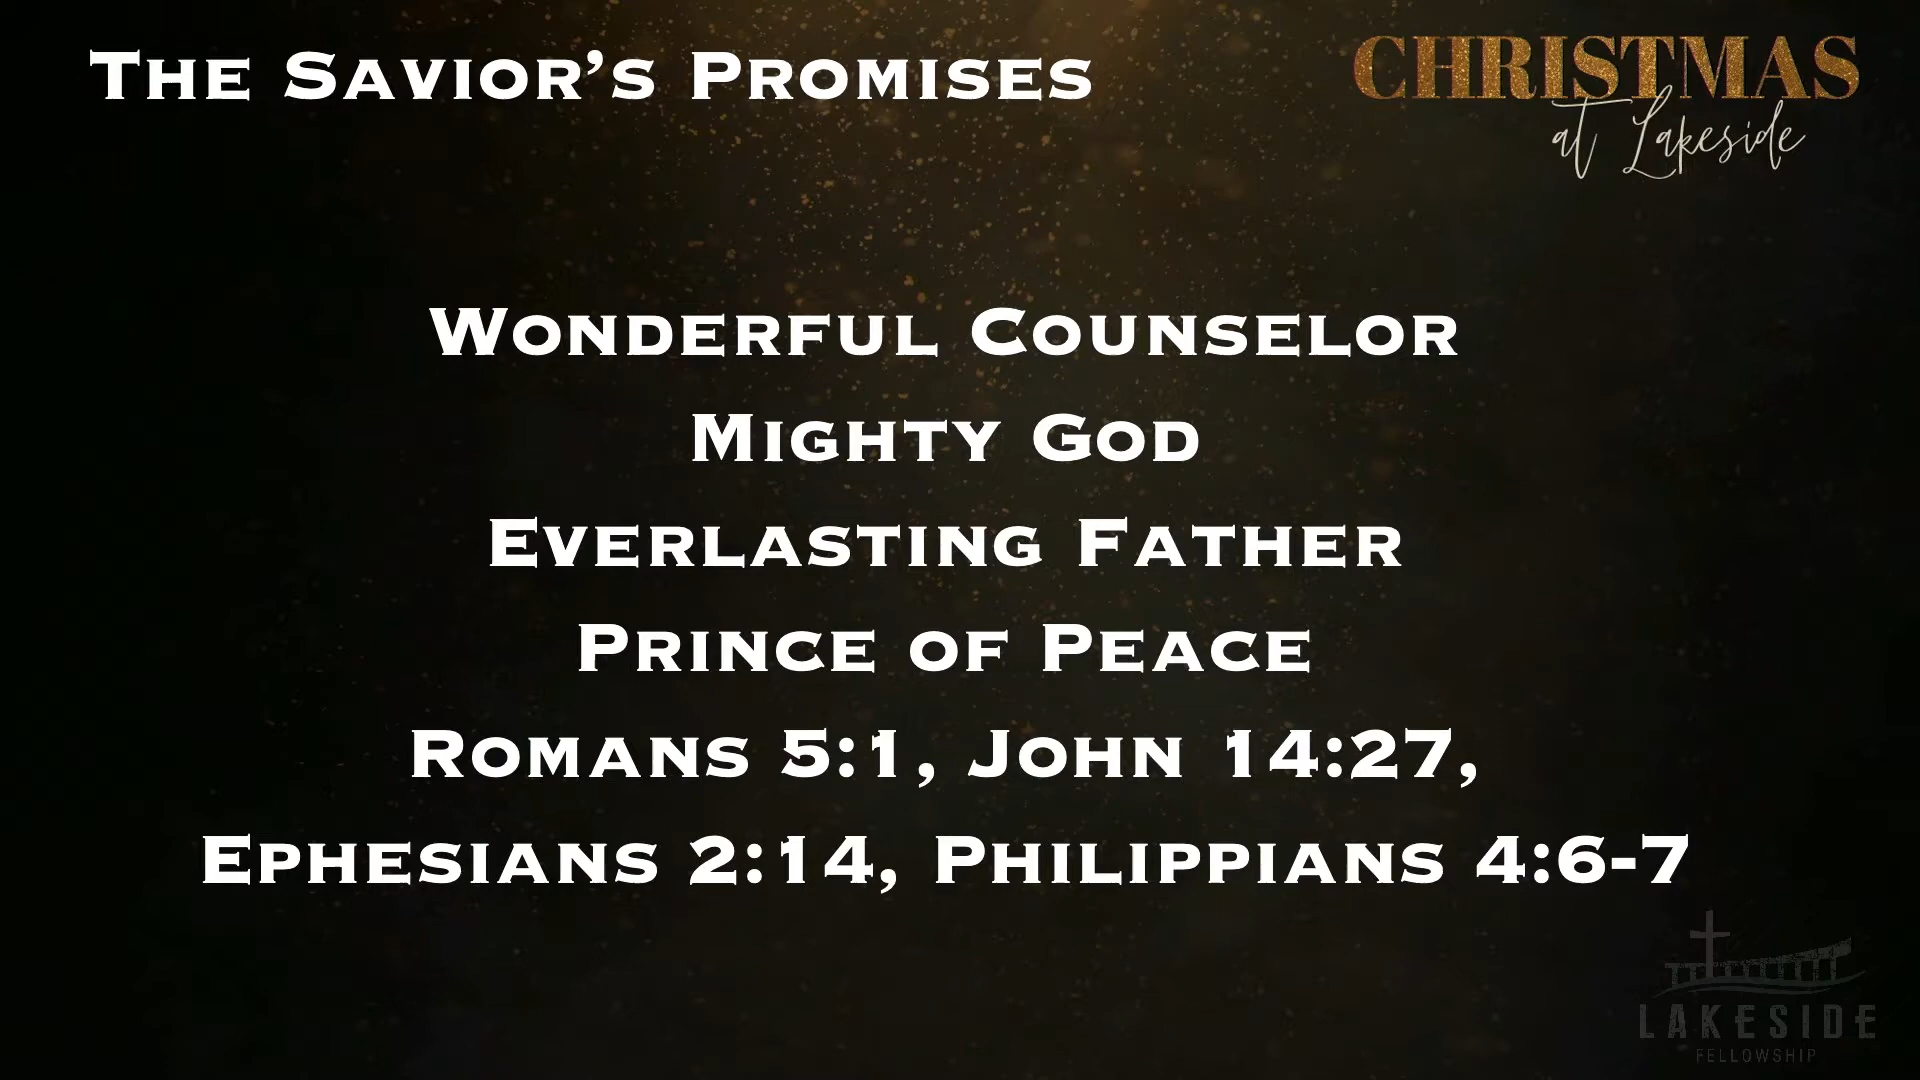 The Savior’s Promises
CHRISTMAS
at Lakeside
Wonderful Counselor
Mighty God
Everlasting Father
Prince of Peace
Romans 5:1, John 14:27,
Ephesians 2:14, Philippians 4:6-7
LAKESIDE
FELLOWSHIP